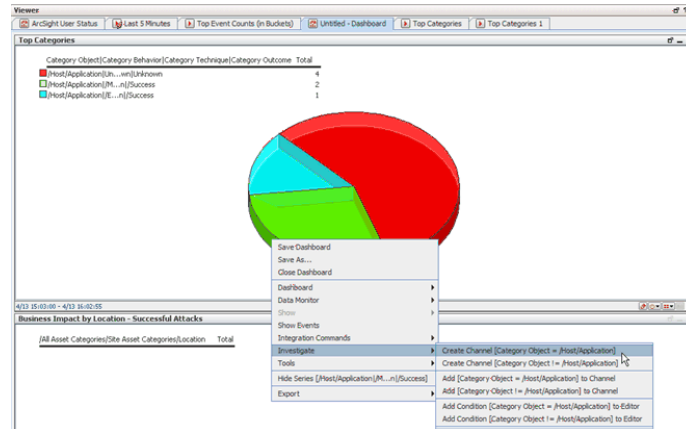 Viewer
ArcSight User Status
Last 5 Minutes
Top Event Counts (in Buckets)
Untitled - Dashboard
Top Categories
Top Categories 1
Top Categories
Category Object|Category Behavior|Category Technique|Category Outcome Total
/Host/Application|Un...wn|Unknown 4
/Host/Application|/M...n|/Success 2
/Host/Application|/E...n|/Success 1
Save Dashboard
Save As...
Close Dashboard
Dashboard
Data Monitor
Show
Show Events
Integration Commands
Investigate
Tools
Hide Series [/Host/Application|/M...n|/Success]
Export
Create Channel [Category Object = /Host/Application]
Create Channel [Category Object != /Host/Application]
Add [Category Object = /Host/Application] to Channel
Add [Category Object != /Host/Application] to Channel
Add Condition [Category Object = /Host/Application] to Editor
Add Condition [Category Object != /Host/Application] to Editor
4/13 15:03:00 - 4/13 16:02:55
Business Impact by Location - Successful Attacks
/All Asset Categories/Site Asset Categories/Location Total